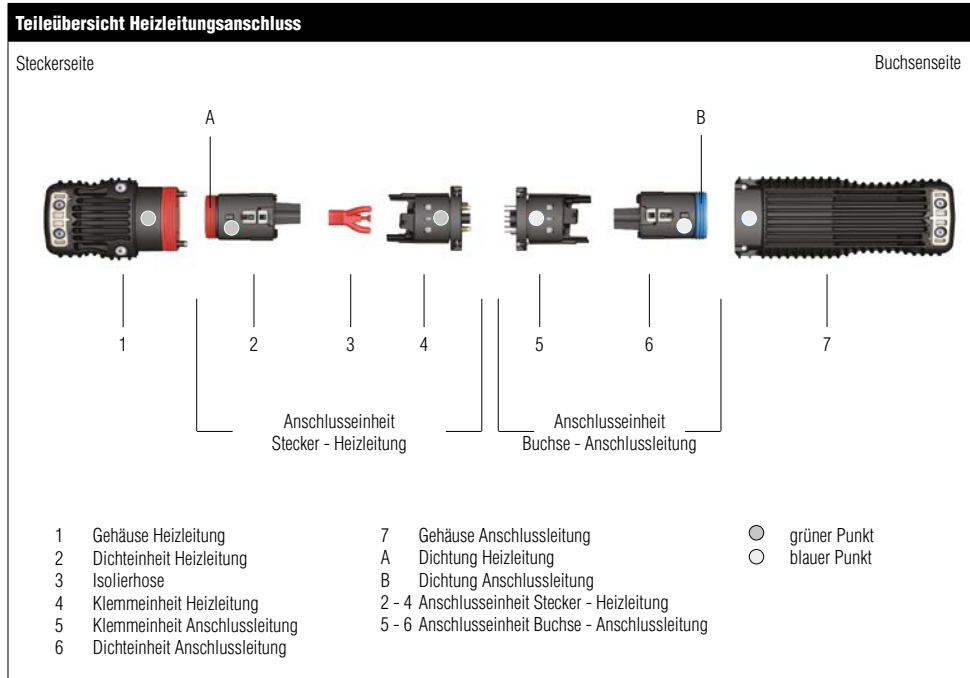 Teileübersicht Heizleitungsanschluss
Steckerseite
Buchsenseite
A
B
1
2
3
4
5
6
7
Anschlusseinheit
Stecker - Heizleitung
Anschlusseinheit
Buchse - Anschlussleitung
1 Gehäuse Heizleitung
2 Dichteinheit Heizleitung
3 Isolierhose
4 Klemmeinheit Heizleitung
5 Klemmeinheit Anschlussleitung
6 Dichteinheit Anschlussleitung
7 Gehäuse Anschlussleitung
A Dichtung Heizleitung
B Dichtung Anschlussleitung
2 - 4 Anschlusseinheit Stecker - Heizleitung
5 - 6 Anschlusseinheit Buchse - Anschlussleitung
grüner Punkt
blauer Punkt